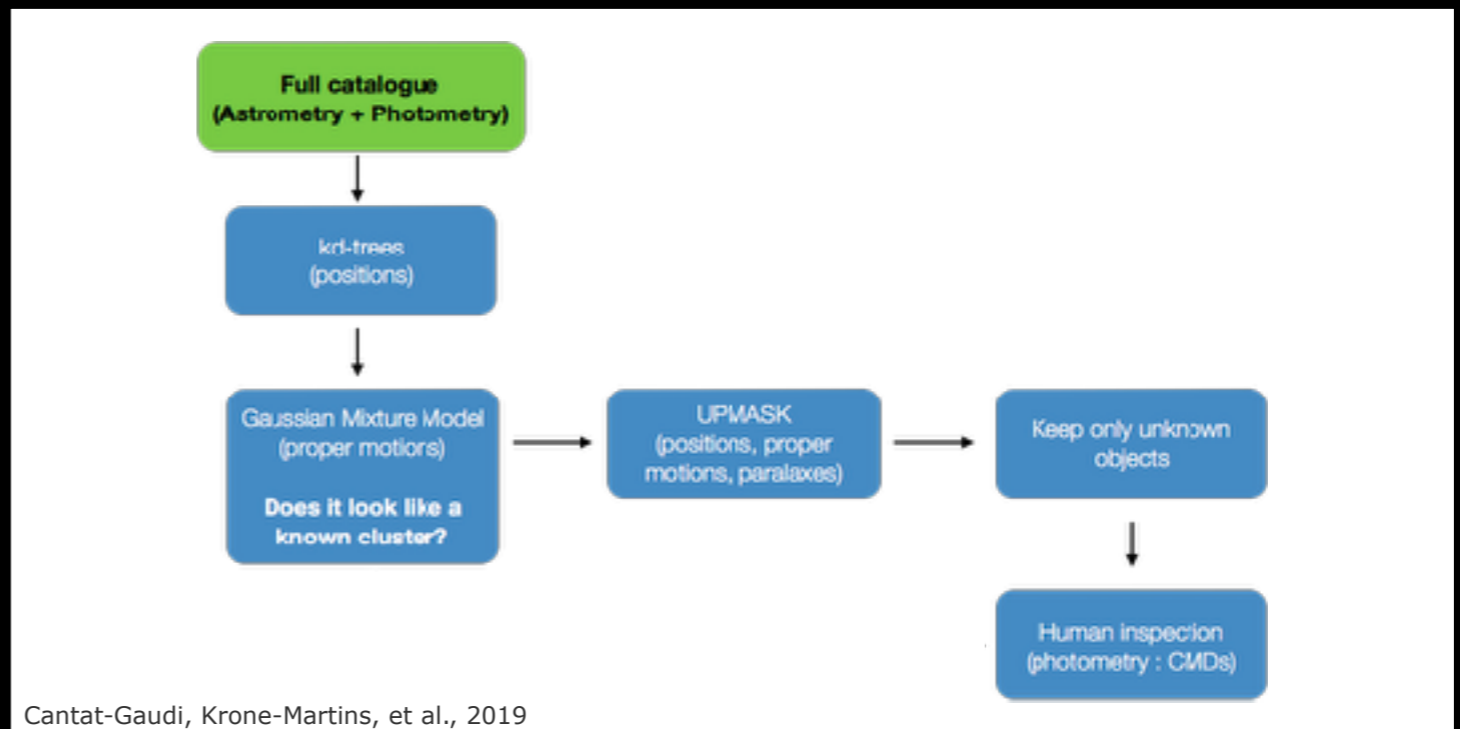 Full catalogue
(Astrometry + Photometry)
kd-trees
(positions)
Gaussian Mixture Model
(proper motions)
Does it look like a
known cluster?
UPMASK
(positions, proper
motions, paralaxes)
Keep only unknown
objects
Human inspection
(photometry : CMDs)
Cantat-Gaudi, Krone-Martins, et al., 2019